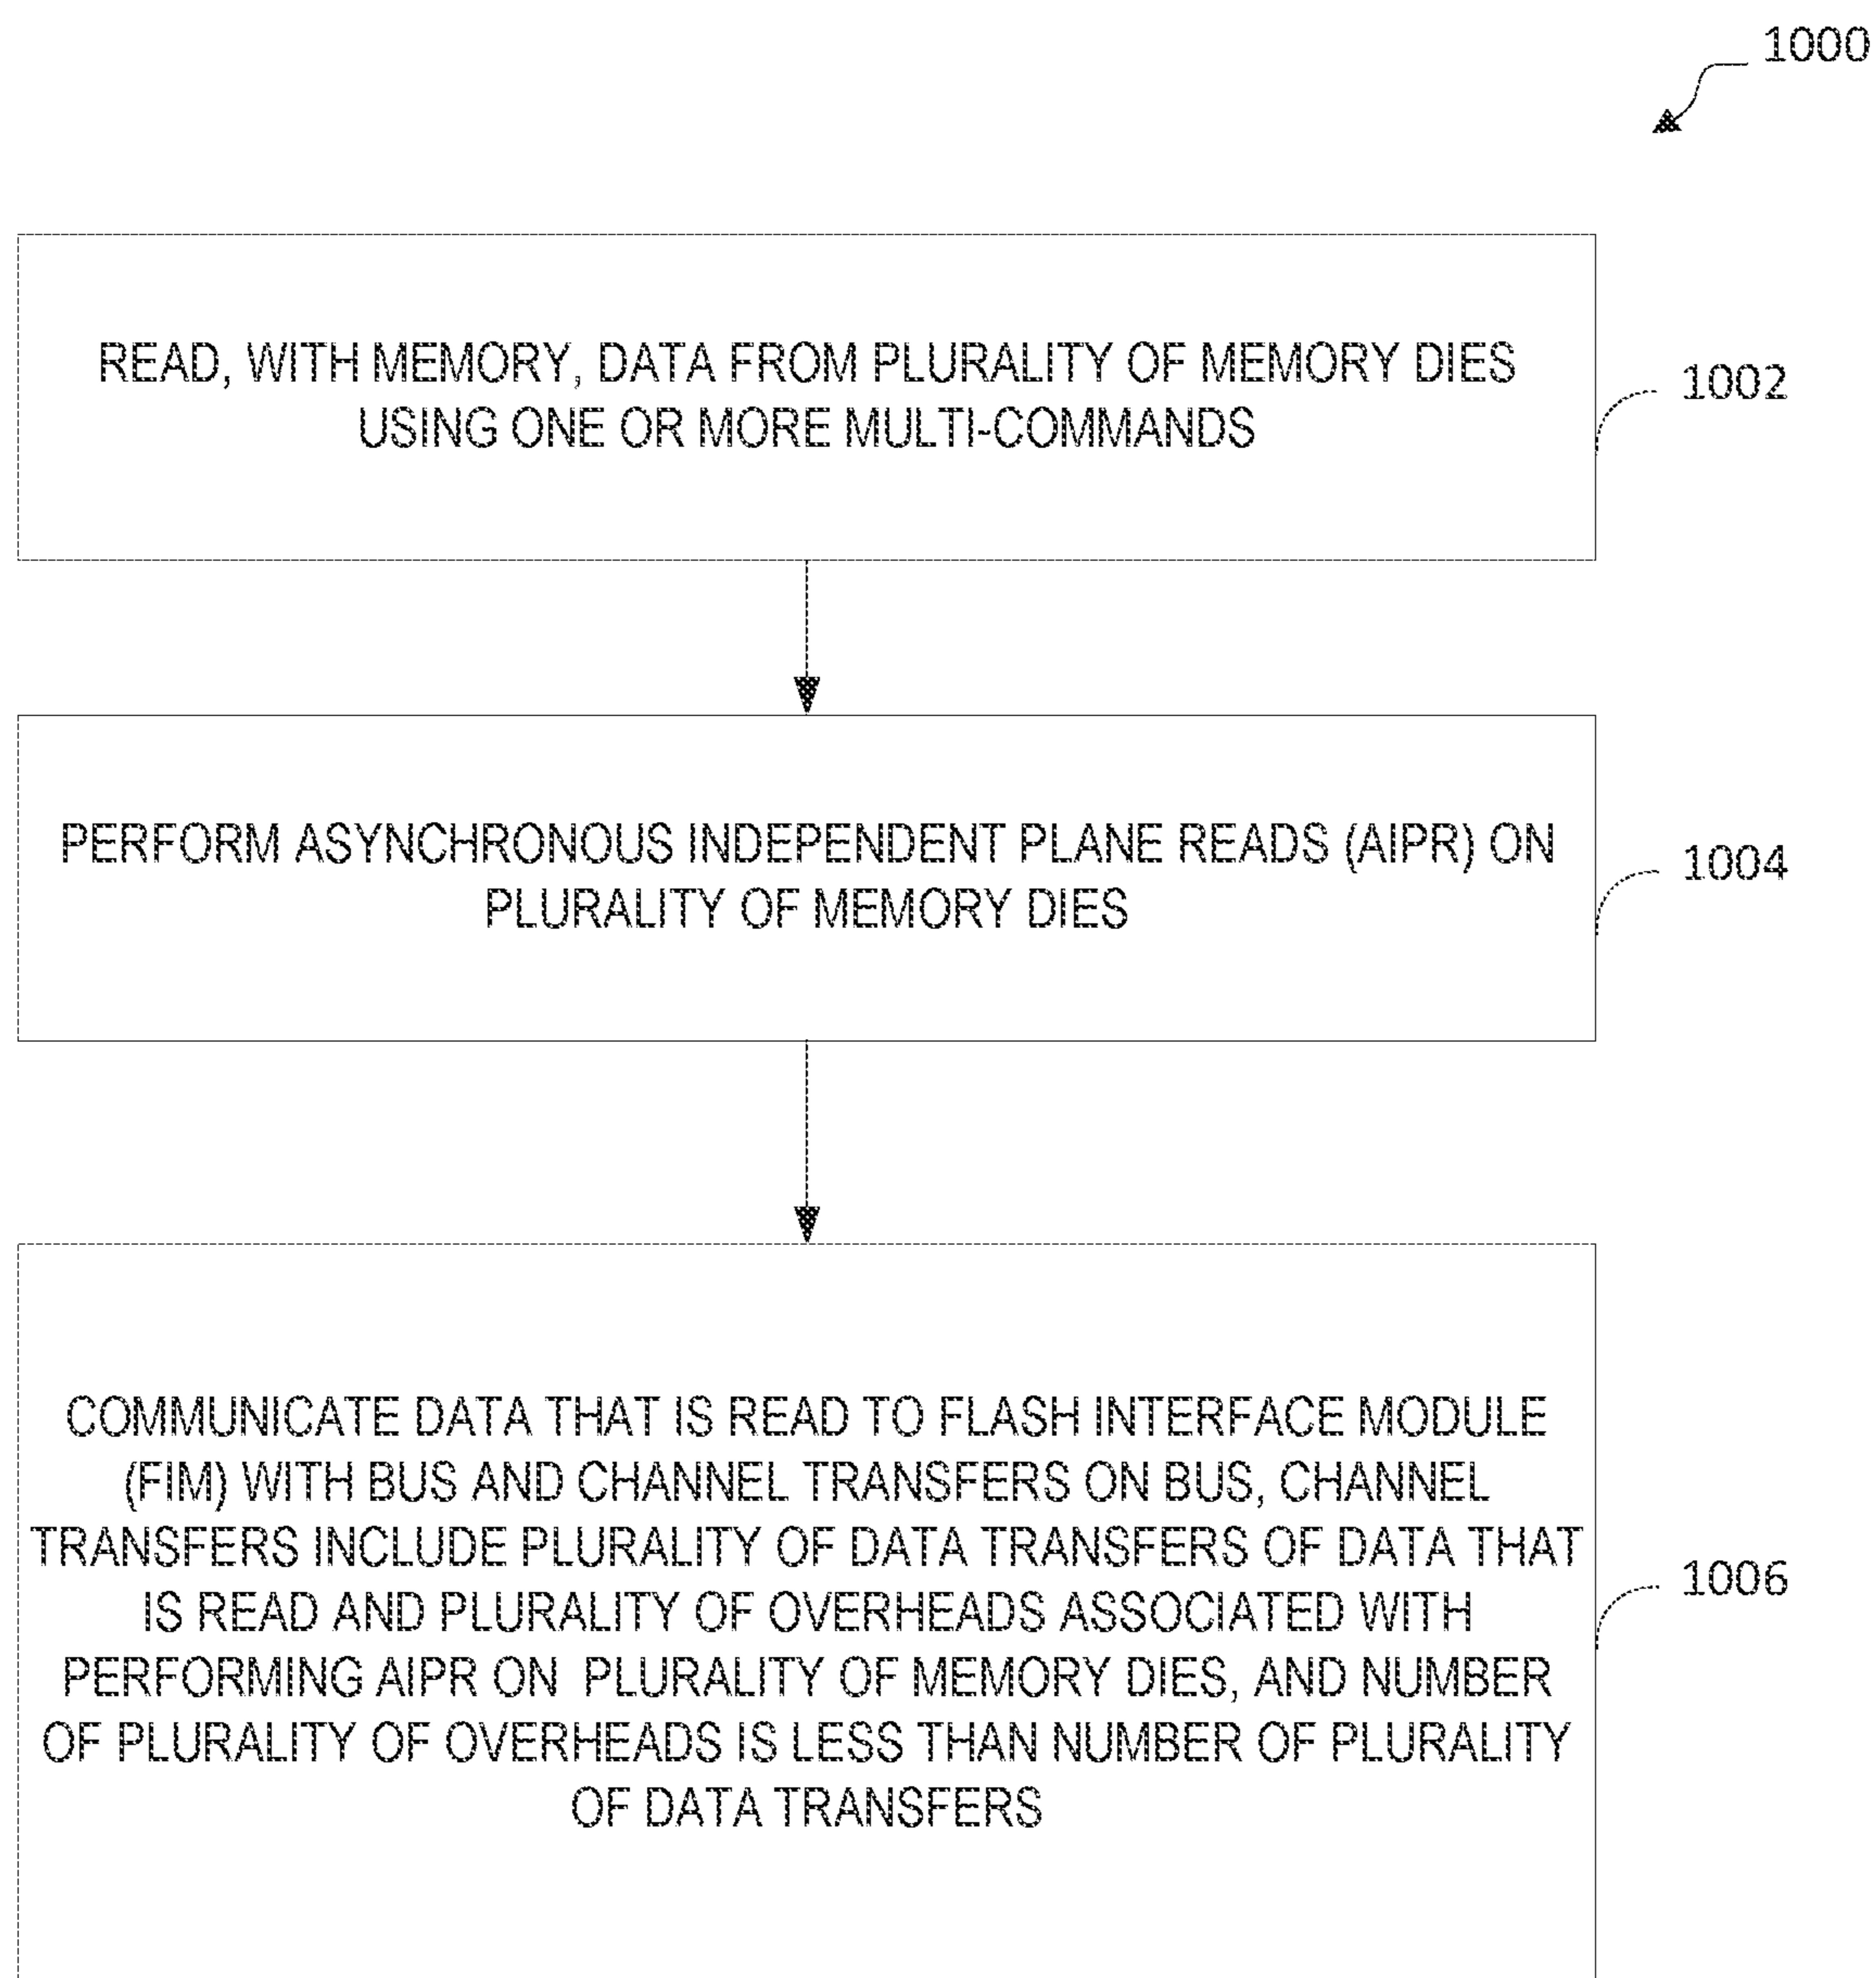 1000
READ, WITH MEMORY, DATA FROM PLURALITY OF MEMORY DIES
USING ONE OR MORE MULTI-COMMANDS
1002
PERFORM ASYNCHRONOUS INDEPENDENT PLANE READS (AIPR) ON
PLURALITY OF MEMORY DIES
1004
COMMUNICATE DATA THAT IS READ TO FLASH INTERFACE MODULE
(FIM) WITH BUS AND CHANNEL TRANSFERS ON BUS, CHANNEL
TRANSFERS INCLUDE PLURALITY OF DATA TRANSFERS OF DATA THAT
IS READ AND PLURALITY OF OVERHEADS ASSOCIATED WITH
PERFORMING AIPR ON PLURALITY OF MEMORY DIES, AND NUMBER
OF PLURALITY OF OVERHEADS IS LESS THAN NUMBER OF PLURALITY
OF DATA TRANSFERS
1006